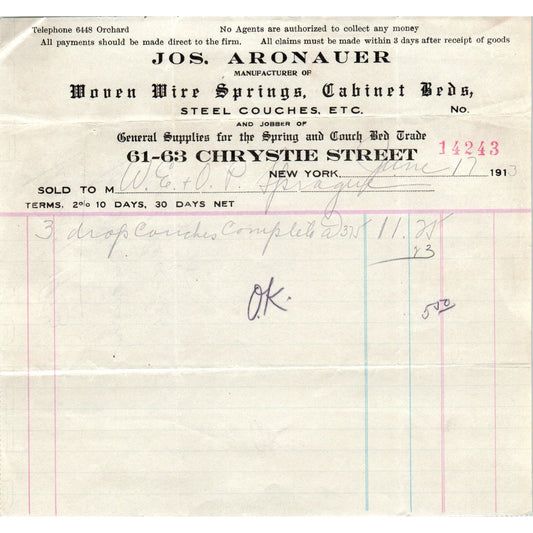 Telephone 6448 Orchard No Agents are authorized to collect any money
All payments should be made direct to the firm. All claims must be made within 3 days after receipt of goods
JOS. ARONAUER
MANUFACTURER OF
Woven Wire Springs, Cabinet Beds,
STEEL COUCHES, ETC. No.
AND JOBBER OF
General Supplies for the Spring and Couch Bed Trade
61-63 CHRYSTIE STREET 14243
NEW YORK, June 17 1913
SOLD TO M W. E. & O. P. Sprague
TERMS, 2% 10 DAYS, 30 DAYS NET
3 drop Couches Complete a 375 11.25
23
O.K.